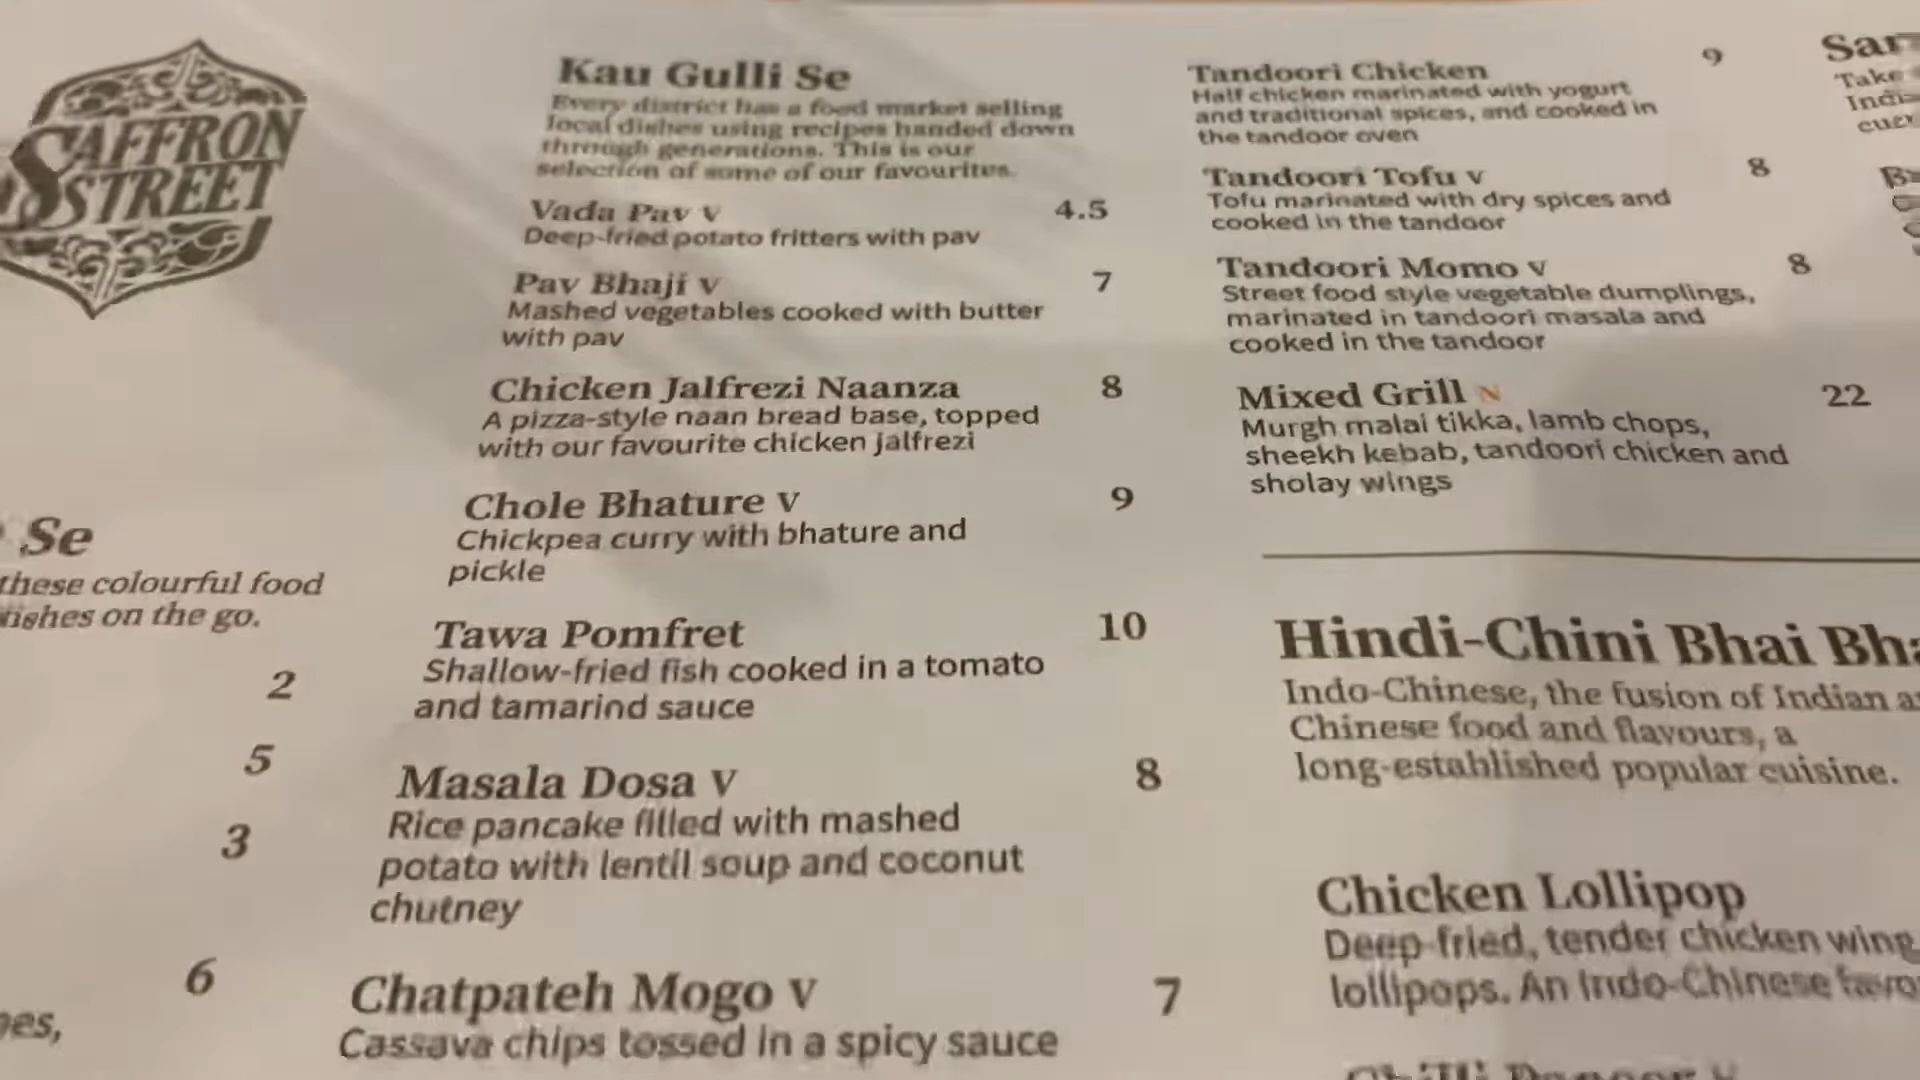 SAFFRON
STREET
Se
these colourful food
dishes on the go.
2
5
3
6
Kau Gulli Se
Every district has a food market selling
local dishes using recipes handed down
through generations. This is our
selection of some of our favourites.
Vada Pav V 4.5
Deep-fried potato fritters with pav
Pav Bhaji V 7
Mashed vegetables cooked with butter
with pav
Chicken Jalfrezi Naanza 8
A pizza-style naan bread base, topped
with our favourite chicken jalfrezi
Chole Bhature V 9
Chickpea curry with bhature and
pickle
Tawa Pomfret 10
Shallow-fried fish cooked in a tomato
and tamarind sauce
Masala Dosa V 8
Rice pancake filled with mashed
potato with lentil soup and coconut
chutney
Chatpateh Mogo V 7
Cassava chips tossed in a spicy sauce
Tandoori Chicken 9
Half chicken marinated with yogurt
and traditional spices, and cooked in
the tandoor oven
Tandoori Tofu V 8
Tofu marinated with dry spices and
cooked in the tandoor
Tandoori Momo V 8
Street food style vegetable dumplings,
marinated in tandoori masala and
cooked in the tandoor
Mixed Grill N 22
Murgh malai tikka, lamb chops,
sheekh kebab, tandoori chicken and
sholay wings
Hindi-Chini Bhai Bha
Indo-Chinese, the fusion of Indian a
Chinese food and flavours, a
long-established popular cuisine.
Chicken Lollipop
Deep fried, tender chicken wing
lollipops. An Indo-Chinese favo
Take